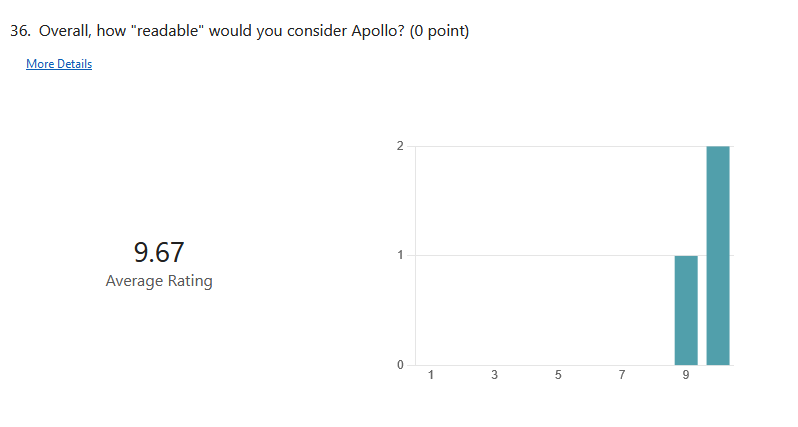 36. Overall, how "readable" would you consider Apollo? (0 point)
More Details
9.67
Average Rating
2
1
0
1 3 5 7 9